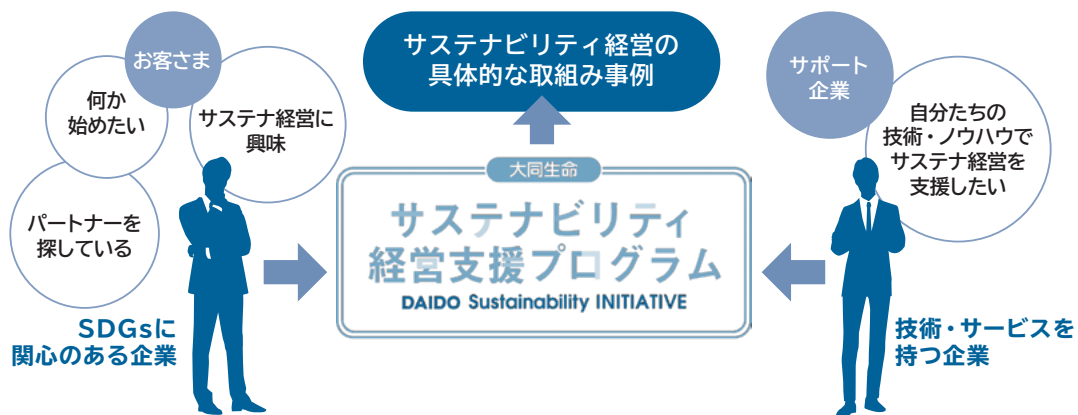 お客さま
何か
始めたい
サステナ経営に
興味
パートナーを
探している
SDGsに
関心のある企業
サステナビリティ経営の
具体的な取組み事例
大同生命
サステナビリティ
経営支援プログラム
DAIDO Sustainability INITIATIVE
サポート
企業
自分たちの
技術・ノウハウで
サステナ経営を
支援したい
技術・サービスを
持つ企業